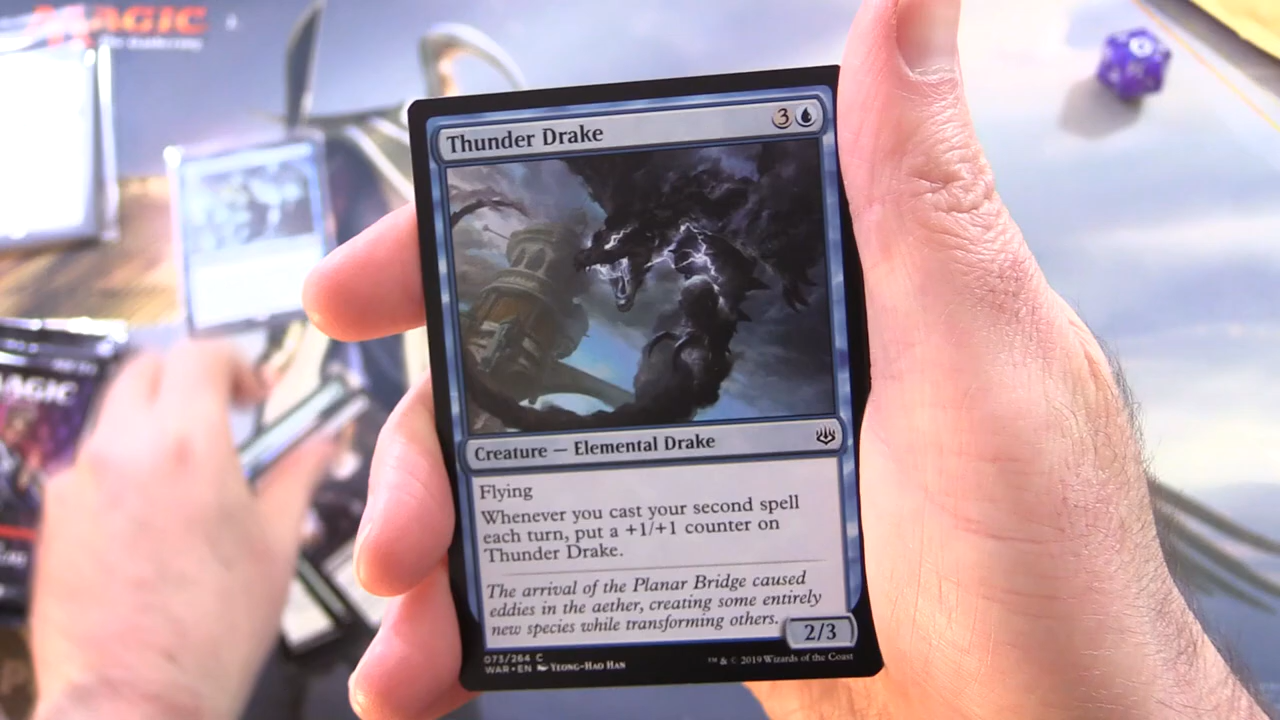 MAGIC
Thunder Drake
3
Creature — Elemental Drake
Flying
Whenever you cast your second spell
each turn, put a +1/+1 counter on
Thunder Drake.
The arrival of the Planar Bridge caused
eddies in the aether, creating some entirely
new species while transforming others.
2/3
073/264 C
WAR • EN Yeong-Hao Han
™ & © 2019 Wizards of the Coast
MAGIC